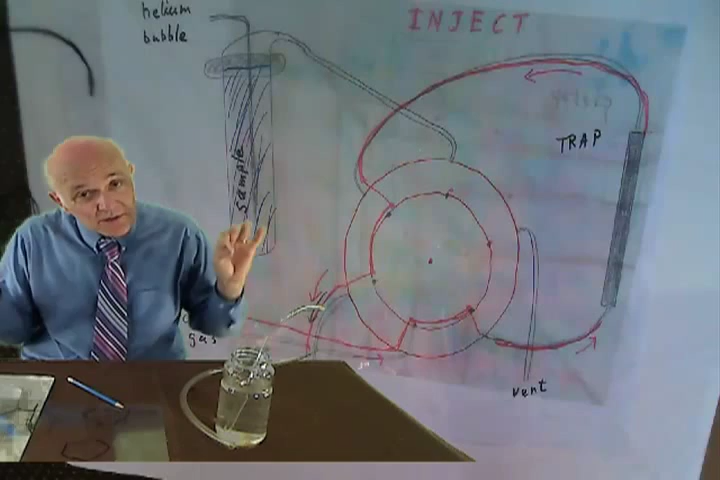 helium
bubble
INJECT
TRAP
sample
gas
vent